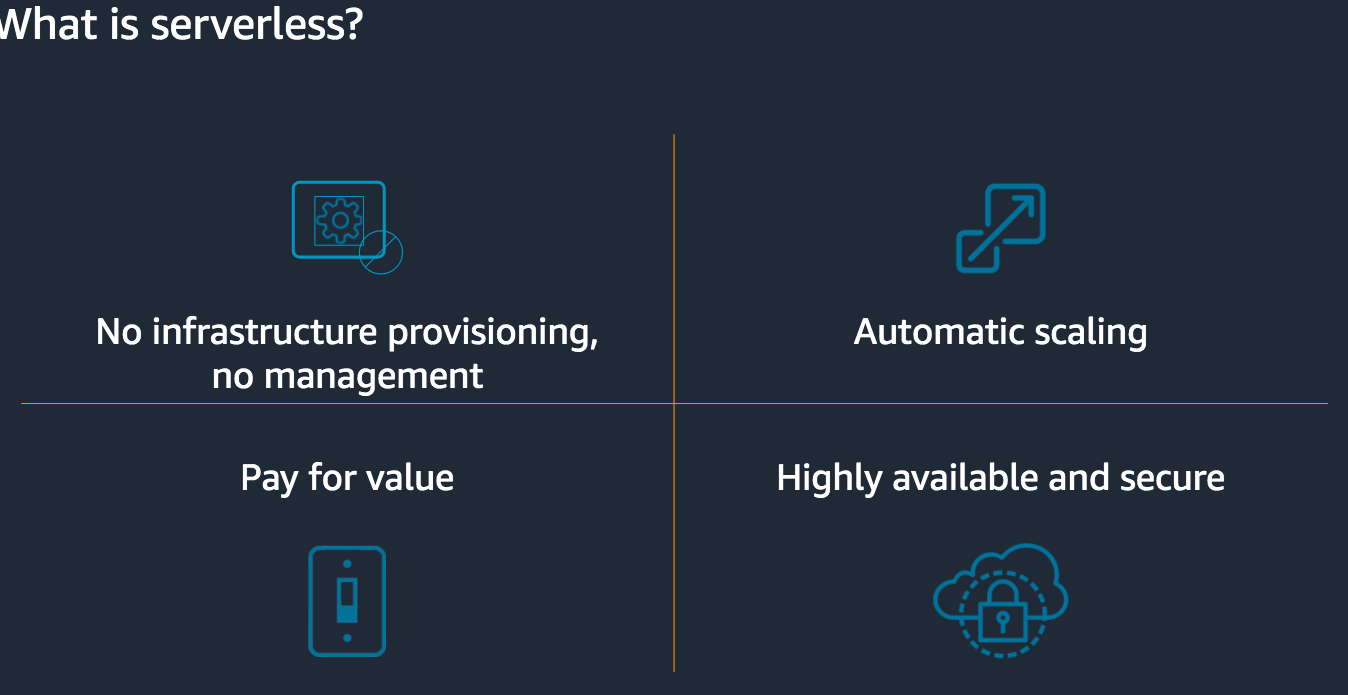 What is serverless?
No infrastructure provisioning,
no management
Automatic scaling
Pay for value
Highly available and secure